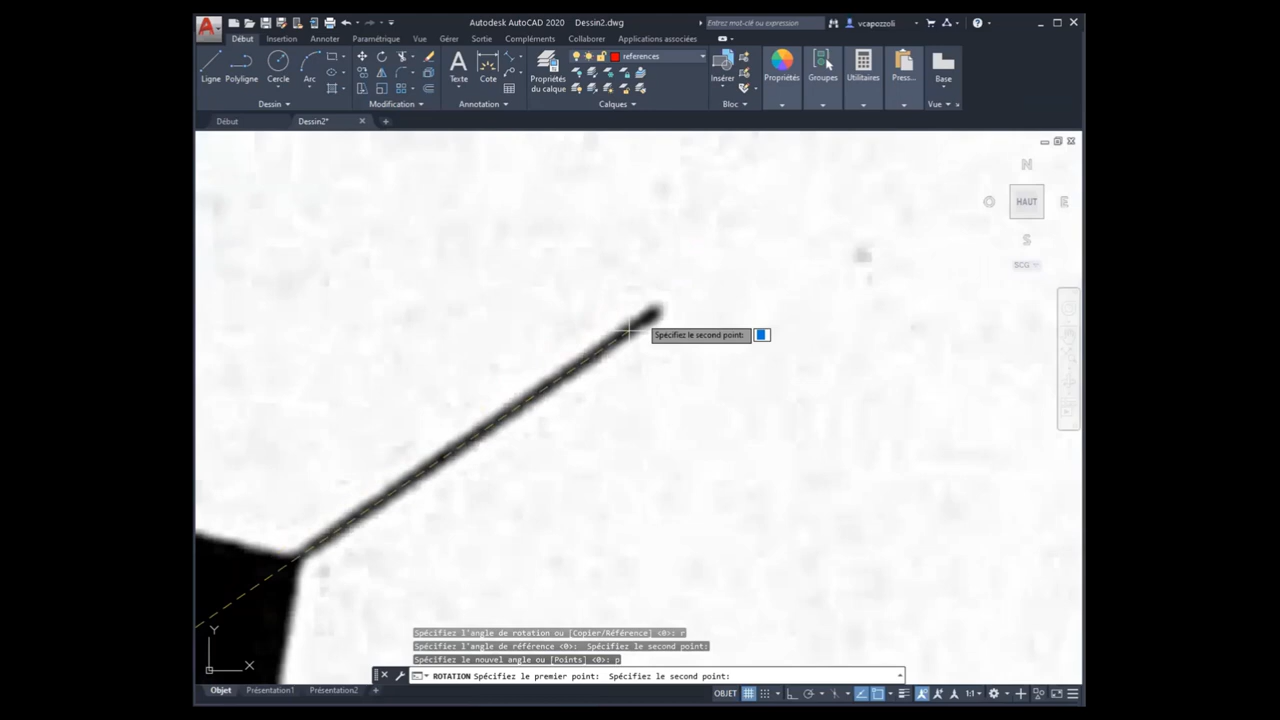 Autodesk AutoCAD 2020 Dessin2.dwg
Entrez mot-clé ou expression
vcapozzoli
Début Insertion Annoter Paramétrique Vue Gérer Sortie Compléments Collaborer Applications associées
references
Ligne Polyligne Cercle Arc
Texte Cote
Propriétés du calque
Insérer
Propriétés Groupes Utilitaires Press... Base
Dessin Modification Annotation Calques Bloc Vue
Début Dessin2*
N
O HAUT E
S
SCG
Spécifiez le second point:
Y
X
Spécifiez l'angle de rotation ou [Copier/Référence] <0>: r
Spécifiez l'angle de référence <0>: Spécifiez le second point:
Spécifiez le nouvel angle ou [Points] <0>: p
ROTATION Spécifiez le premier point: Spécifiez le second point:
Objet Présentation1 Présentation2 +
OBJET 1:1